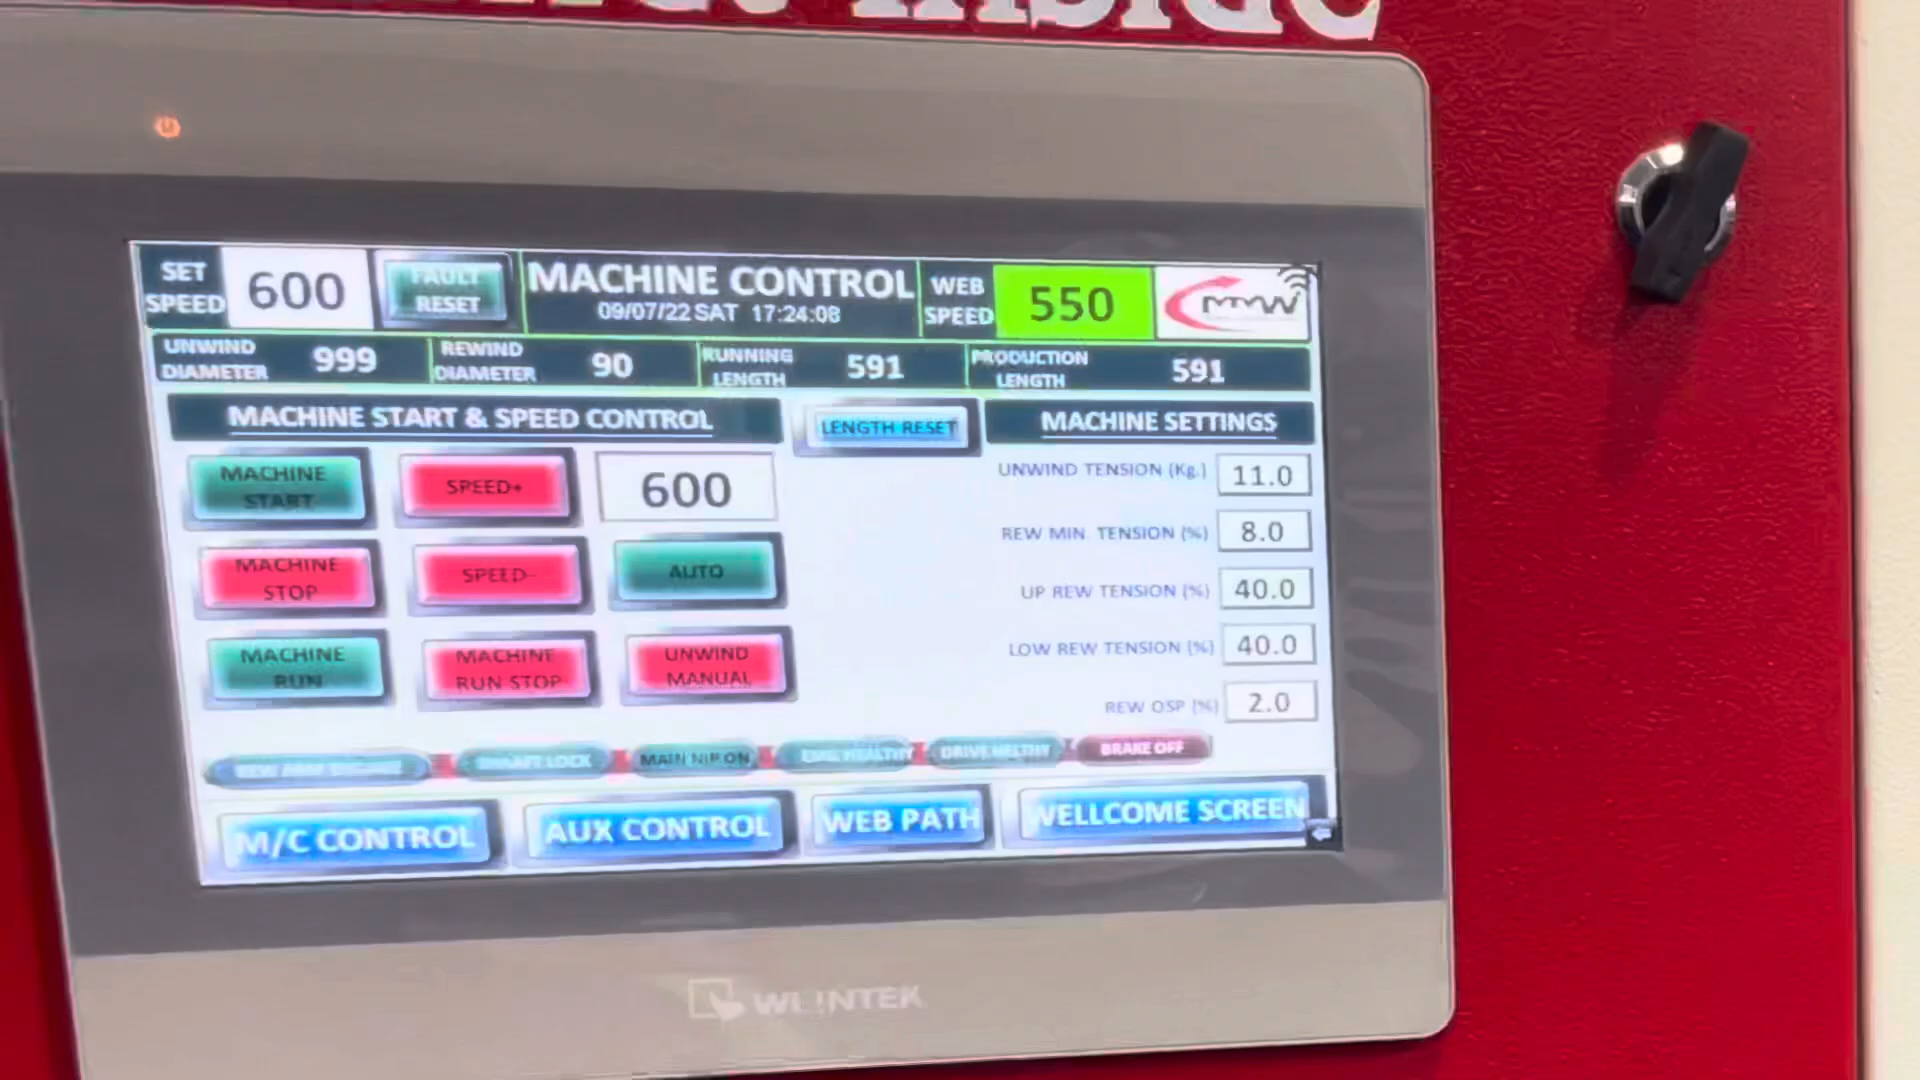 Inside
SET
SPEED
600
FAULT
RESET
MACHINE CONTROL
09/07/22 SAT 17:24:08
WEB
SPEED
550
MMW
UNWIND
DIAMETER
999
REWIND
DIAMETER
90
RUNNING
LENGTH
591
PRODUCTION
LENGTH
591
MACHINE START & SPEED CONTROL
LENGTH RESET
MACHINE SETTINGS
MACHINE
START
SPEED+
600
UNWIND TENSION (Kg.) 11.0
MACHINE
STOP
SPEED-
AUTO
REW MIN. TENSION (%) 8.0
UP REW TENSION (%) 40.0
MACHINE
RUN
MACHINE
RUN STOP
UNWIND
MANUAL
LOW REW TENSION (%) 40.0
REW OSP (%) 2.0
LOCK
MAIN NIP ON
HEALTHY
DRIVE HELTHY
BRAKE OFF
M/C CONTROL
AUX CONTROL
WEB PATH
WELLCOME SCREEN